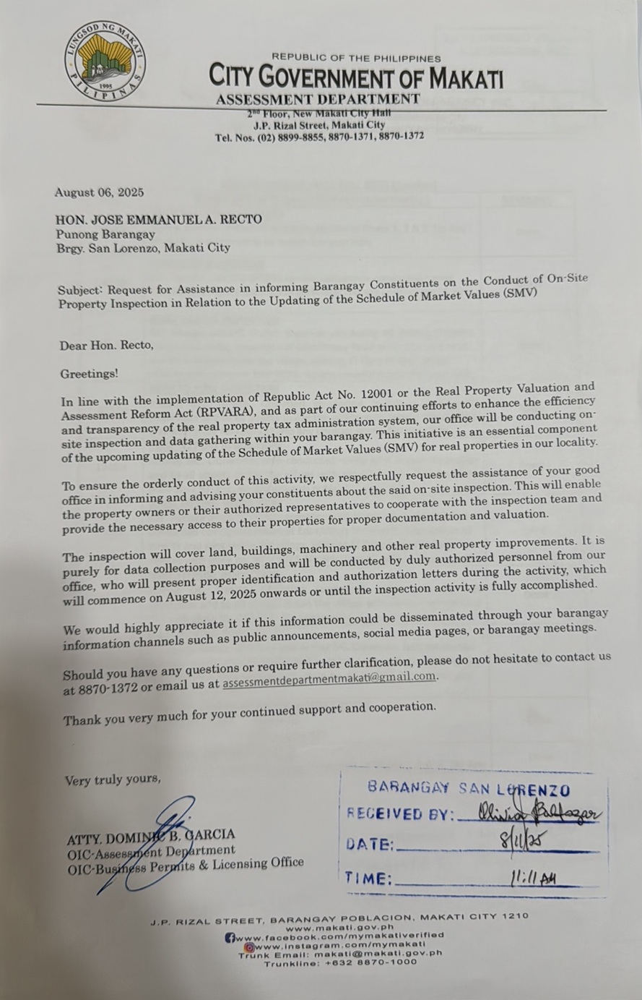 LUNGSOD NG MAKATI
1995
PILIPINAS
REPUBLIC OF THE PHILIPPINES
CITY GOVERNMENT OF MAKATI
ASSESSMENT DEPARTMENT
2nd Floor, New Makati City Hall
J.P. Rizal Street, Makati City
Tel. Nos. (02) 8899-8855, 8870-1371, 8870-1372
August 06, 2025
HON. JOSE EMMANUEL A. RECTO
Punong Barangay
Brgy. San Lorenzo, Makati City
Subject: Request for Assistance in informing Barangay Constituents on the Conduct of On-Site
Property Inspection in Relation to the Updating of the Schedule of Market Values (SMV)
Dear Hon. Recto,
Greetings!
In line with the implementation of Republic Act No. 12001 or the Real Property Valuation and
Assessment Reform Act (RPVARA), and as part of our continuing efforts to enhance the efficiency
and transparency of the real property tax administration system, our office will be conducting on-
site inspection and data gathering within your barangay. This initiative is an essential component
of the upcoming updating of the Schedule of Market Values (SMV) for real properties in our locality.
To ensure the orderly conduct of this activity, we respectfully request the assistance of your good
office in informing and advising your constituents about the said on-site inspection. This will enable
the property owners or their authorized representatives to cooperate with the inspection team and
provide the necessary access to their properties for proper documentation and valuation.
The inspection will cover land, buildings, machinery and other real property improvements. It is
purely for data collection purposes and will be conducted by duly authorized personnel from our
office, who will present proper identification and authorization letters during the activity, which
will commence on August 12, 2025 onwards or until the inspection activity is fully accomplished.
We would highly appreciate it if this information could be disseminated through your barangay
information channels such as public announcements, social media pages, or barangay meetings.
Should you have any questions or require further clarification, please do not hesitate to contact us
at 8870-1372 or email us at assessmentdepartmentmakati@gmail.com.
Thank you very much for your continued support and cooperation.
Very truly yours,
ATTY. DOMINIC B. GARCIA
OIC-Assessment Department
OIC-Business Permits & Licensing Office
BARANGAY SAN LORENZO
RECEIVED BY: Olivia Baltazar
DATE: 8/11/25
TIME: 11:11 AM
J.P. RIZAL STREET, BARANGAY POBLACION, MAKATI CITY 1210
www.makati.gov.ph
www.facebook.com/mymakativerified
www.instagram.com/mymakati
Trunk Email: makati@makati.gov.ph
Trunkline: +632 8870-1000